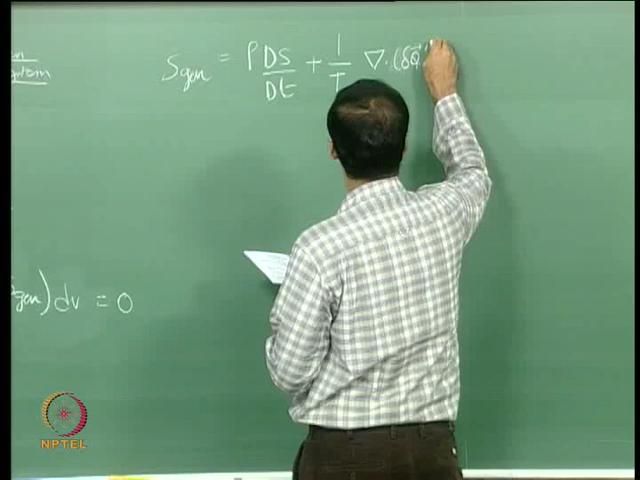 S_gen = ρ DS/Dt + 1/T ∇·(δQ
gen) dv = 0
NPTEL